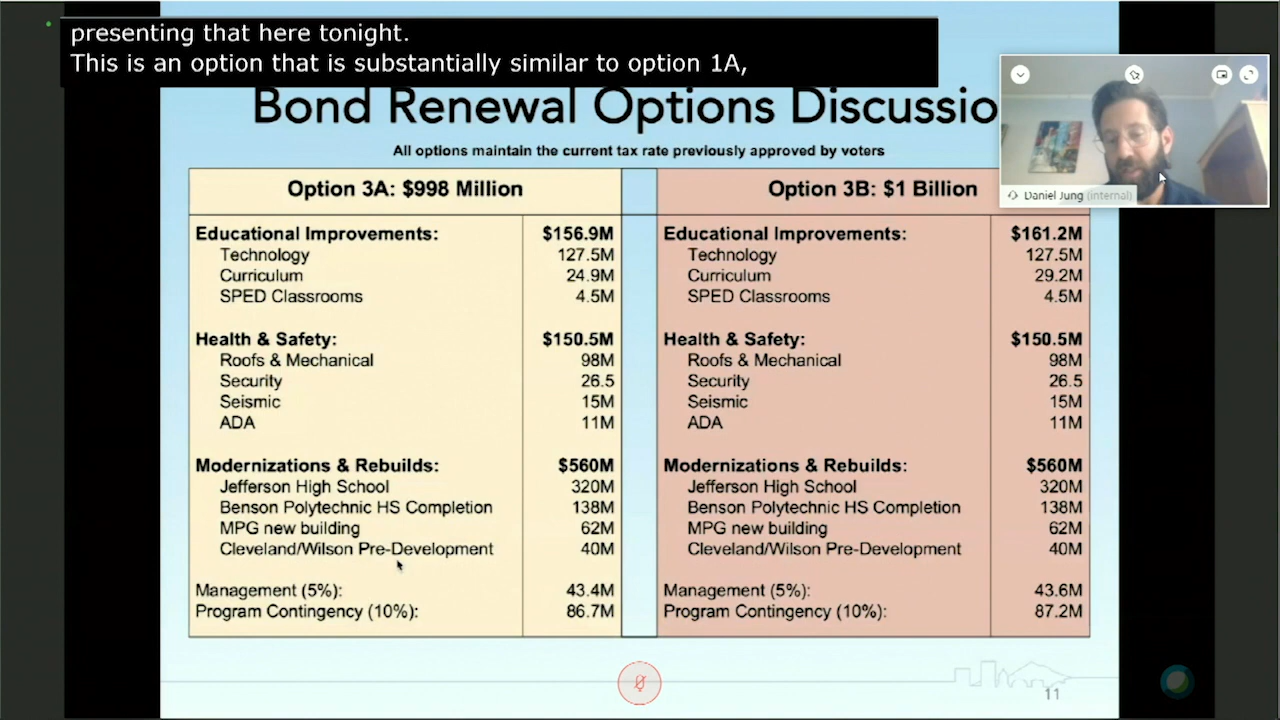 presenting that here tonight.
This is an option that is substantially similar to option 1A,
Bond Renewal Options Discussio
All options maintain the current tax rate previously approved by voters
Daniel Jung (internal)
Option 3A: $998 Million
Educational Improvements: $156.9M
Technology 127.5M
Curriculum 24.9M
SPED Classrooms 4.5M
Health & Safety: $150.5M
Roofs & Mechanical 98M
Security 26.5
Seismic 15M
ADA 11M
Modernizations & Rebuilds: $560M
Jefferson High School 320M
Benson Polytechnic HS Completion 138M
MPG new building 62M
Cleveland/Wilson Pre-Development 40M
Management (5%): 43.4M
Program Contingency (10%): 86.7M
Option 3B: $1 Billion
Educational Improvements: $161.2M
Technology 127.5M
Curriculum 29.2M
SPED Classrooms 4.5M
Health & Safety: $150.5M
Roofs & Mechanical 98M
Security 26.5
Seismic 15M
ADA 11M
Modernizations & Rebuilds: $560M
Jefferson High School 320M
Benson Polytechnic HS Completion 138M
MPG new building 62M
Cleveland/Wilson Pre-Development 40M
Management (5%): 43.6M
Program Contingency (10%): 87.2M
11